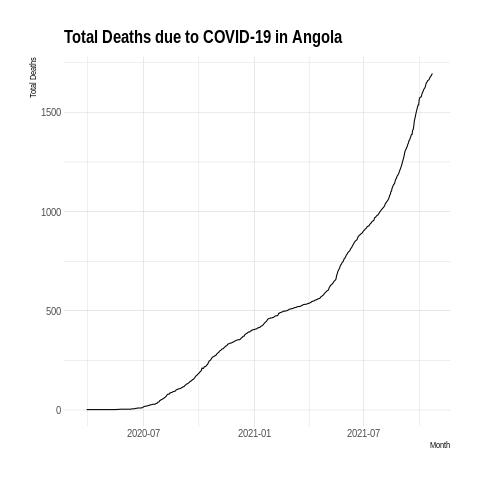 Total Deaths due to COVID-19 in Angola
Total Deaths
1500
1000
500
0
2020-07
2021-01
2021-07
Month